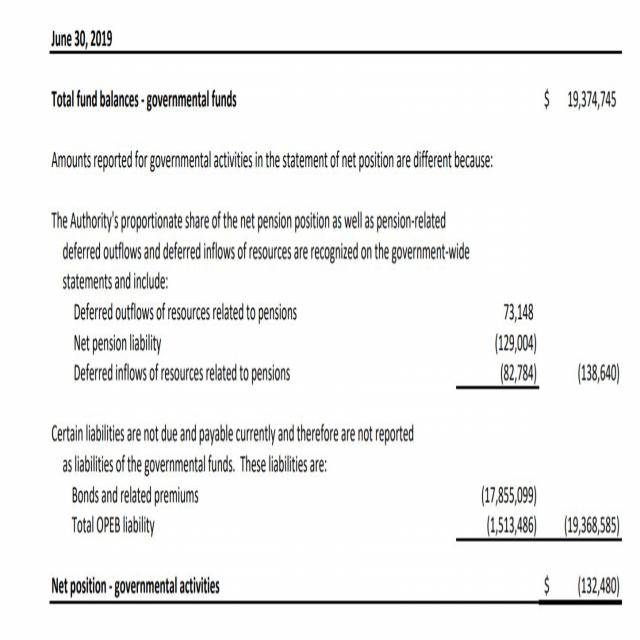 June 30, 2019
Total fund balances - governmental funds $ 19,374,745
Amounts reported for governmental activities in the statement of net position are different because:
The Authority's proportionate share of the net pension position as well as pension-related
deferred outflows and deferred inflows of resources are recognized on the government-wide
statements and include:
Deferred outflows of resources related to pensions 73,148
Net pension liability (129,004)
Deferred inflows of resources related to pensions (82,784) (138,640)
Certain liabilities are not due and payable currently and therefore are not reported
as liabilities of the governmental funds. These liabilities are:
Bonds and related premiums (17,855,099)
Total OPEB liability (1,513,486) (19,368,585)
Net position - governmental activities $ (132,480)